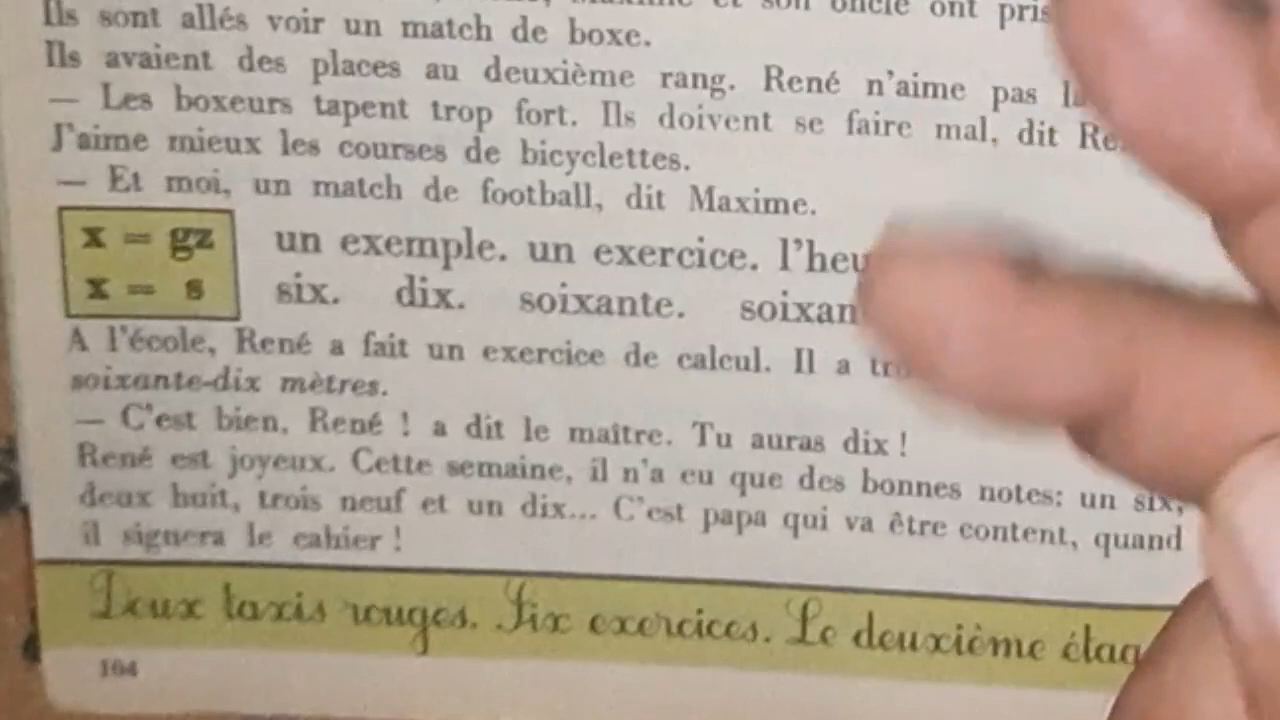 et son oncle ont pris
Ils sont allés voir un match de boxe.
Ils avaient des places au deuxième rang. René n'aime pas
— Les boxeurs tapent trop fort. Ils doivent se faire mal, dit
J'aime mieux les courses de bicyclettes.
— Et moi, un match de football, dit Maxime.
x = gz un exemple. un exercice.
x = s six. dix. soixante.
A l'école, René a fait un exercice de calcul. Il a
soixante-dix mètres.
— C'est bien, René ! a dit le maître. Tu auras dix !
René est joyeux. Cette semaine, il n'a eu que des bonnes notes: un six,
deux huit, trois neuf et un dix... C'est papa qui va être content, quand
il signera le cahier !
Deux taxis rouges. Six exercices. Le deuxième
104